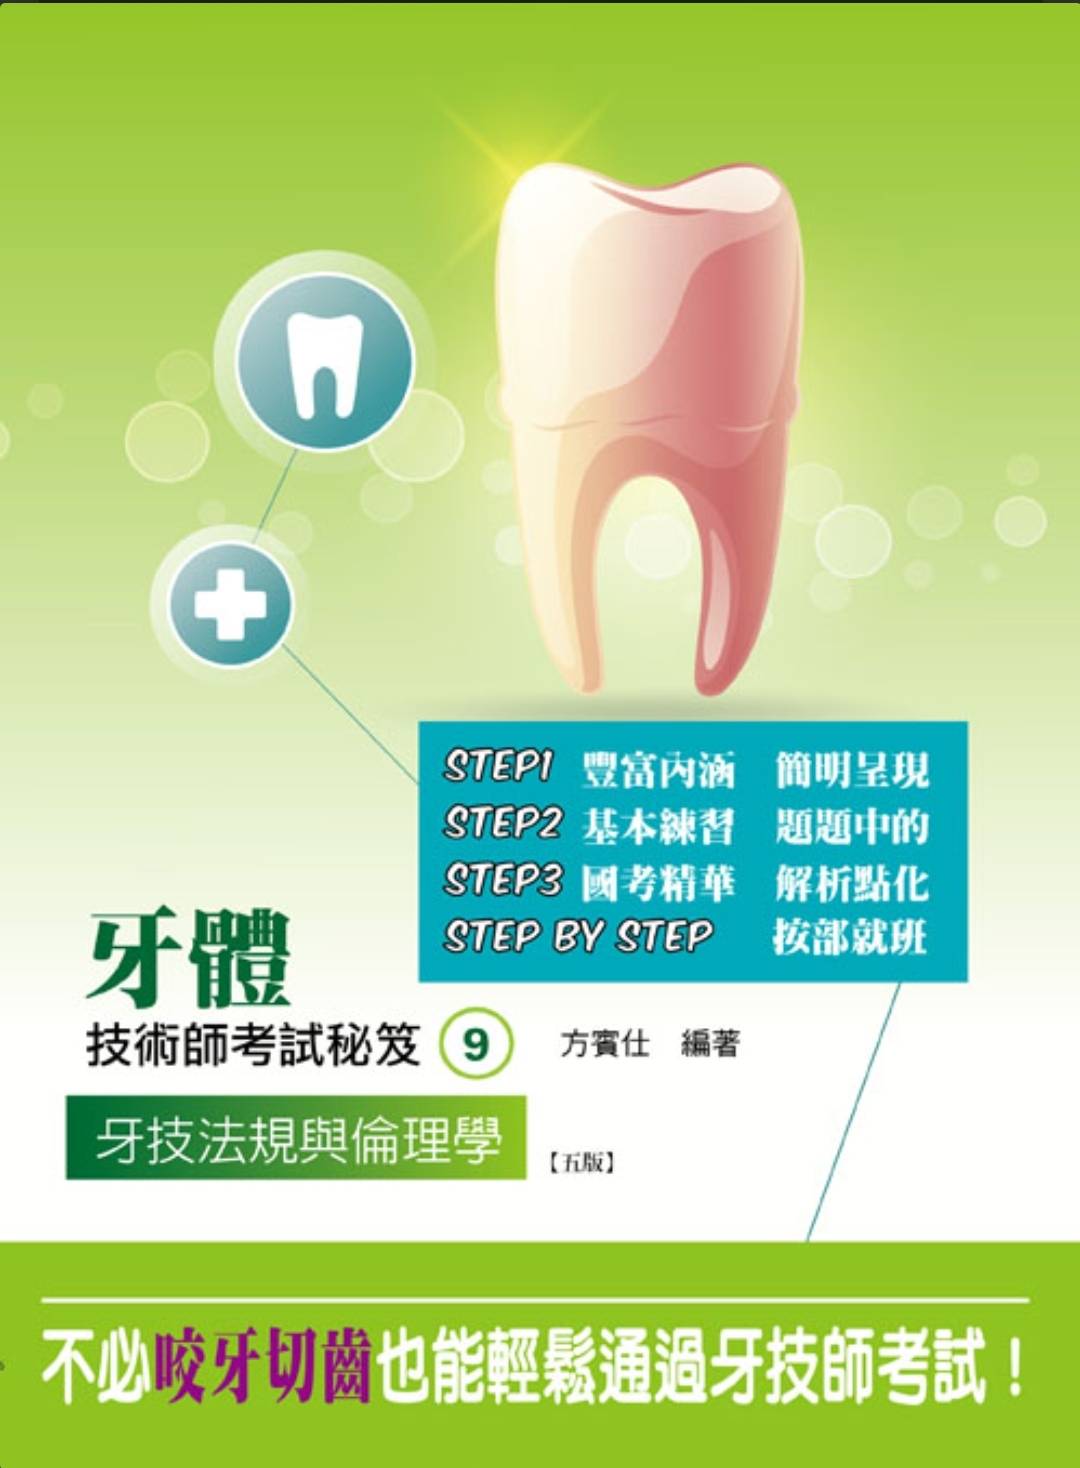 STEP1 豐富內涵 簡明呈現
STEP2 基本練習 題題中的
STEP3 國考精華 解析點化
STEP BY STEP 按部就班
牙體
技術師考試秘笈 9 方賓仕 編著
牙技法規與倫理學 【五版】
不必咬牙切齒也能輕鬆通過牙技師考試！